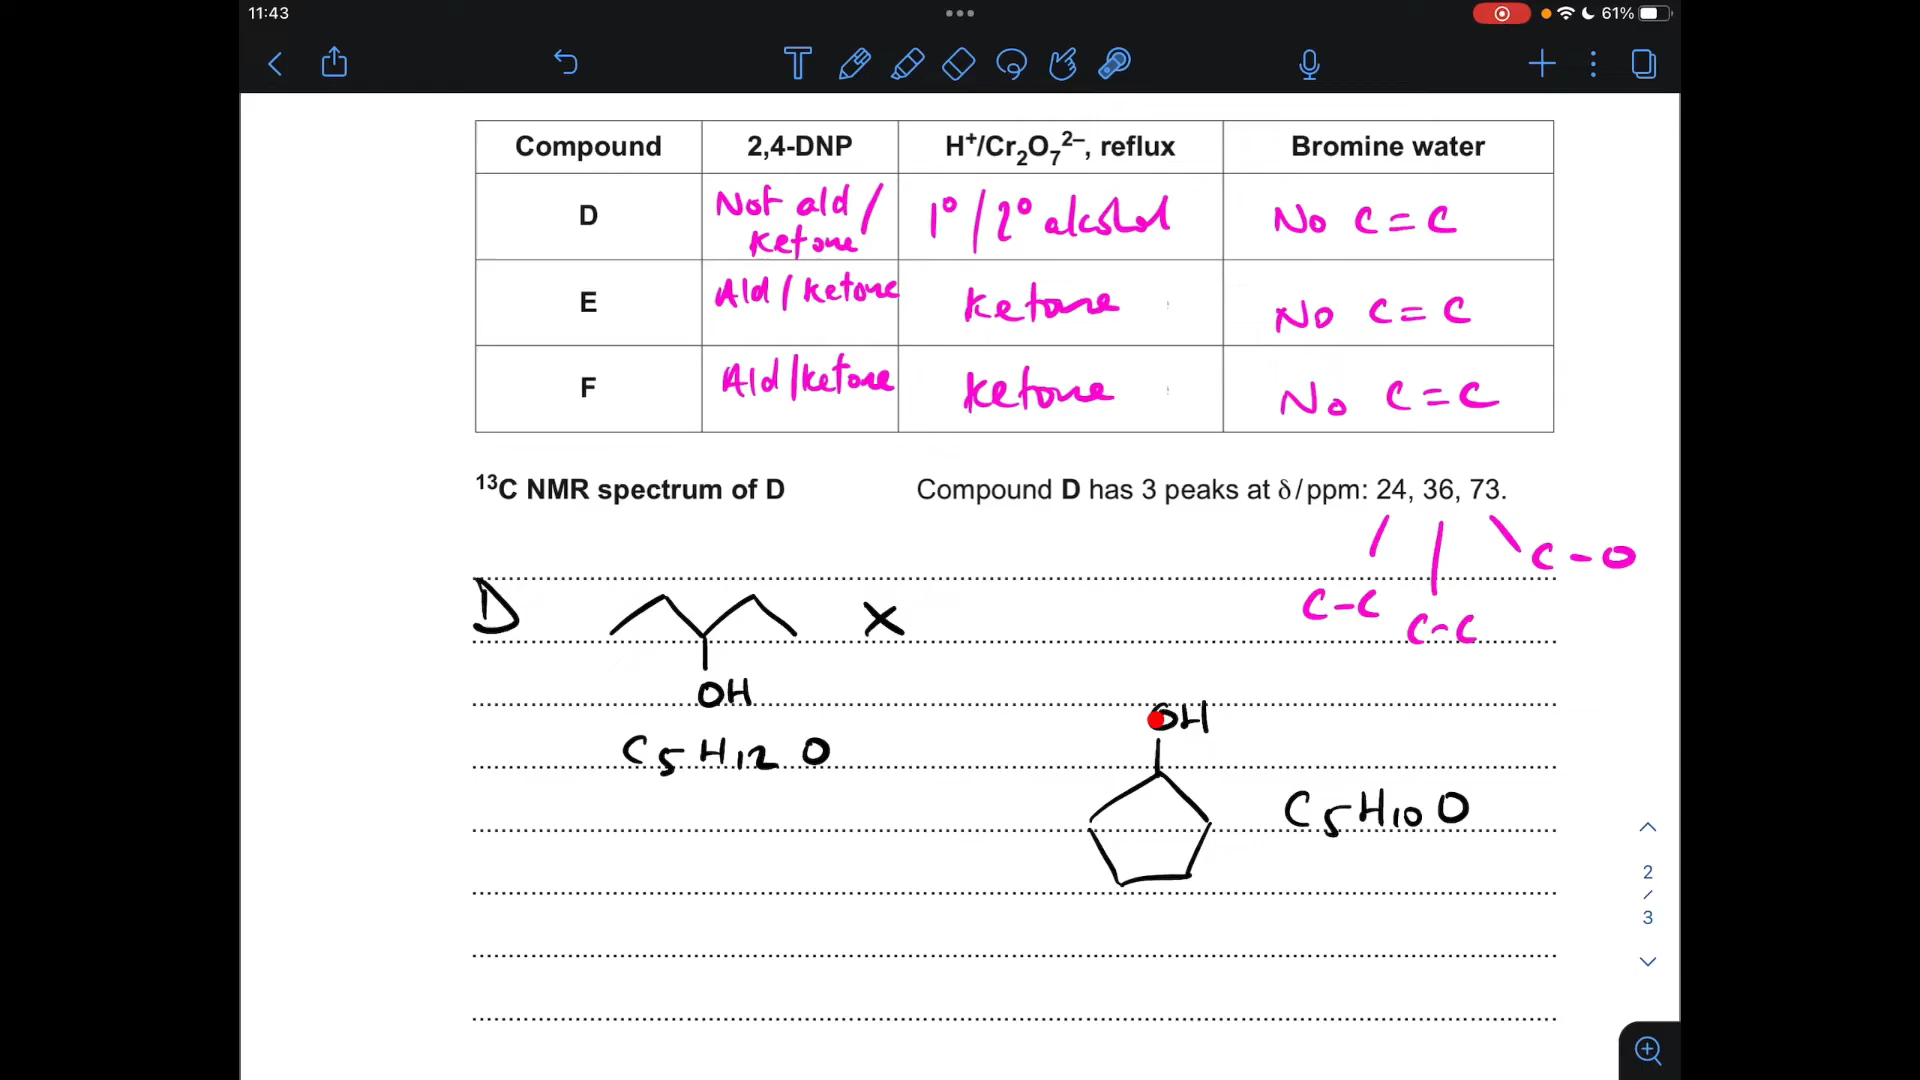 11:43
61%
Compound 2,4-DNP H⁺/Cr₂O₇²⁻, reflux Bromine water
D Not ald/ ketone 1°/2° alcohol No C=C
E Ald/ketone ketone No C=C
F Ald/ketone ketone No C=C
¹³C NMR spectrum of D Compound D has 3 peaks at δ/ppm: 24, 36, 73.
C-O
C-C
C-C
D X
OH
OH
C₅H₁₂O
C₅H₁₀O
2
/
3